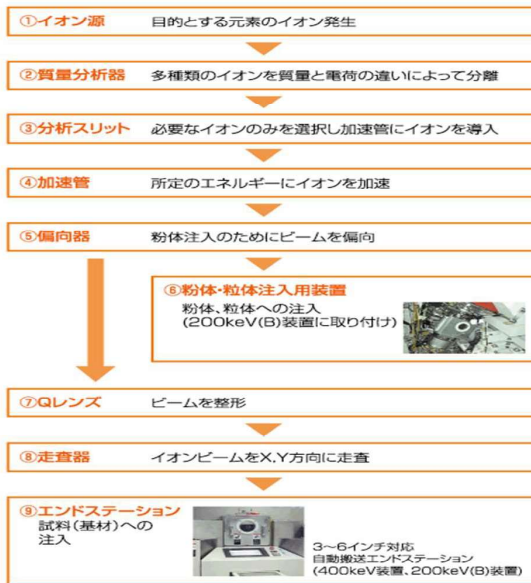 ①イオン源 目的とする元素のイオン発生
②質量分析器 多種類のイオンを質量と電荷の違いによって分離
③分析スリット 必要なイオンのみを選択し加速管にイオンを導入
④加速管 所定のエネルギーにイオンを加速
⑤偏向器 粉体注入のためにビームを偏向
⑥粉体・粒体注入用装置
粉体、粒体への注入
(200keV(B)装置に取り付け)
⑦Qレンズ ビームを整形
⑧走査器 イオンビームをX.Y方向に走査
⑨エンドステーション
試料(基材)への
注入
3〜6インチ対応
自動搬送エンドステーション
(400keV装置、200keV(B)装置)